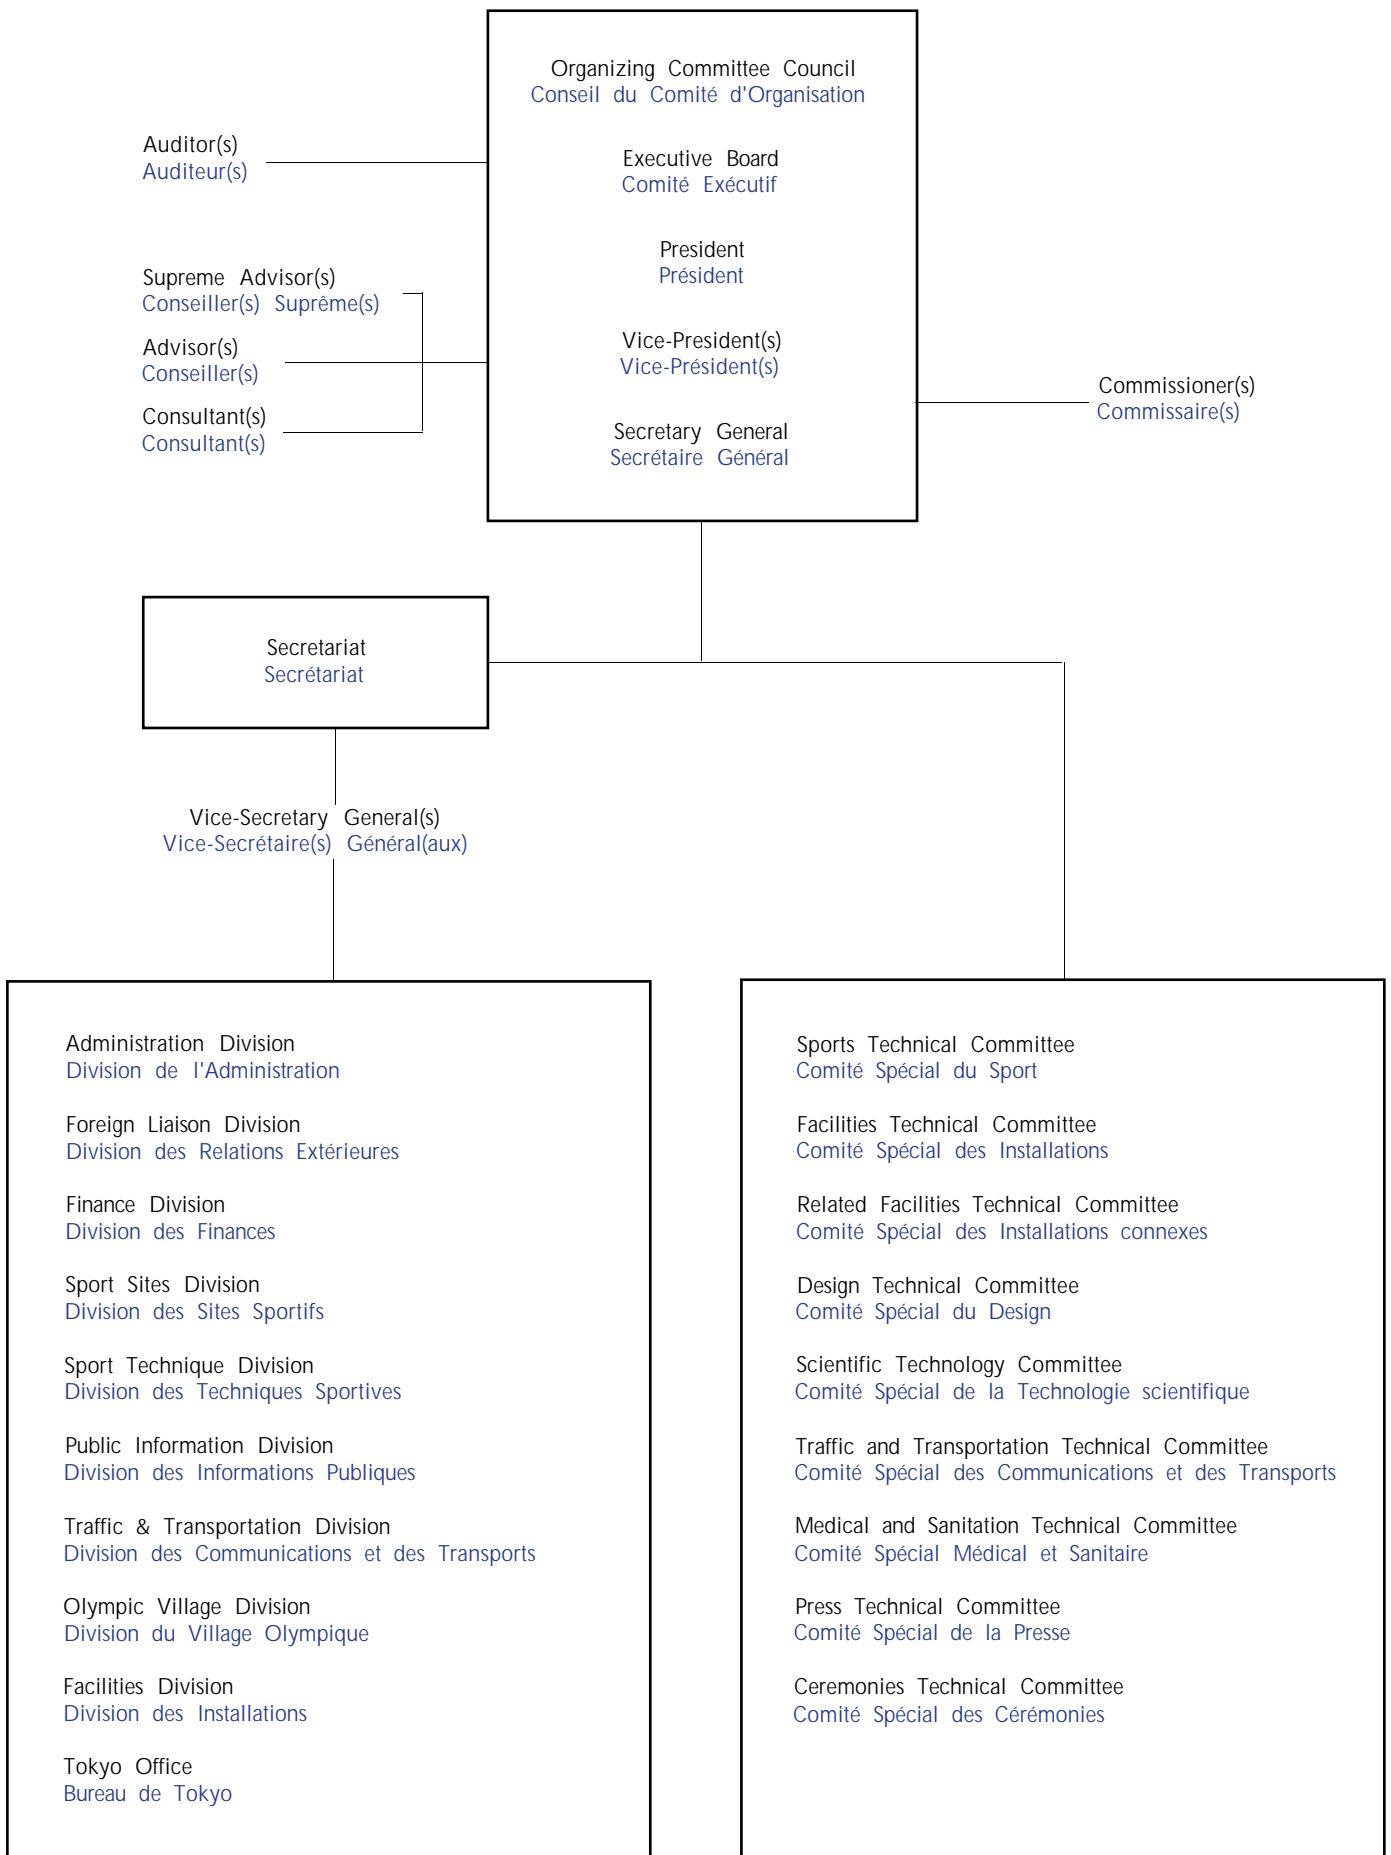 Organizing Committee Council
Conseil du Comité d'Organisation
Executive Board
Comité Exécutif
President
Président
Vice-President(s)
Vice-Président(s)
Secretary General
Secrétaire Général
Auditor(s)
Auditeur(s)
Supreme Advisor(s)
Conseiller(s) Suprême(s)
Advisor(s)
Conseiller(s)
Consultant(s)
Consultant(s)
Commissioner(s)
Commissaire(s)
Secretariat
Secrétariat
Vice-Secretary General(s)
Vice-Secrétaire(s) Général(aux)
Administration Division
Division de l'Administration
Foreign Liaison Division
Division des Relations Extérieures
Finance Division
Division des Finances
Sport Sites Division
Division des Sites Sportifs
Sport Technique Division
Division des Techniques Sportives
Public Information Division
Division des Informations Publiques
Traffic & Transportation Division
Division des Communications et des Transports
Olympic Village Division
Division du Village Olympique
Facilities Division
Division des Installations
Tokyo Office
Bureau de Tokyo
Sports Technical Committee
Comité Spécial du Sport
Facilities Technical Committee
Comité Spécial des Installations
Related Facilities Technical Committee
Comité Spécial des Installations connexes
Design Technical Committee
Comité Spécial du Design
Scientific Technology Committee
Comité Spécial de la Technologie scientifique
Traffic and Transportation Technical Committee
Comité Spécial des Communications et des Transports
Medical and Sanitation Technical Committee
Comité Spécial Médical et Sanitaire
Press Technical Committee
Comité Spécial de la Presse
Ceremonies Technical Committee
Comité Spécial des Cérémonies